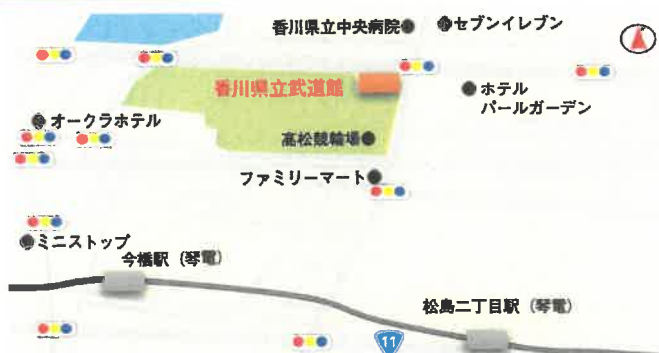 香川県立中央病院
セブンイレブン
香川県立武道館
ホテル
パールガーデン
オークラホテル
高松競輪場
ファミリーマート
ミニストップ
今橋駅（琴電）
松島二丁目駅（琴電）
11